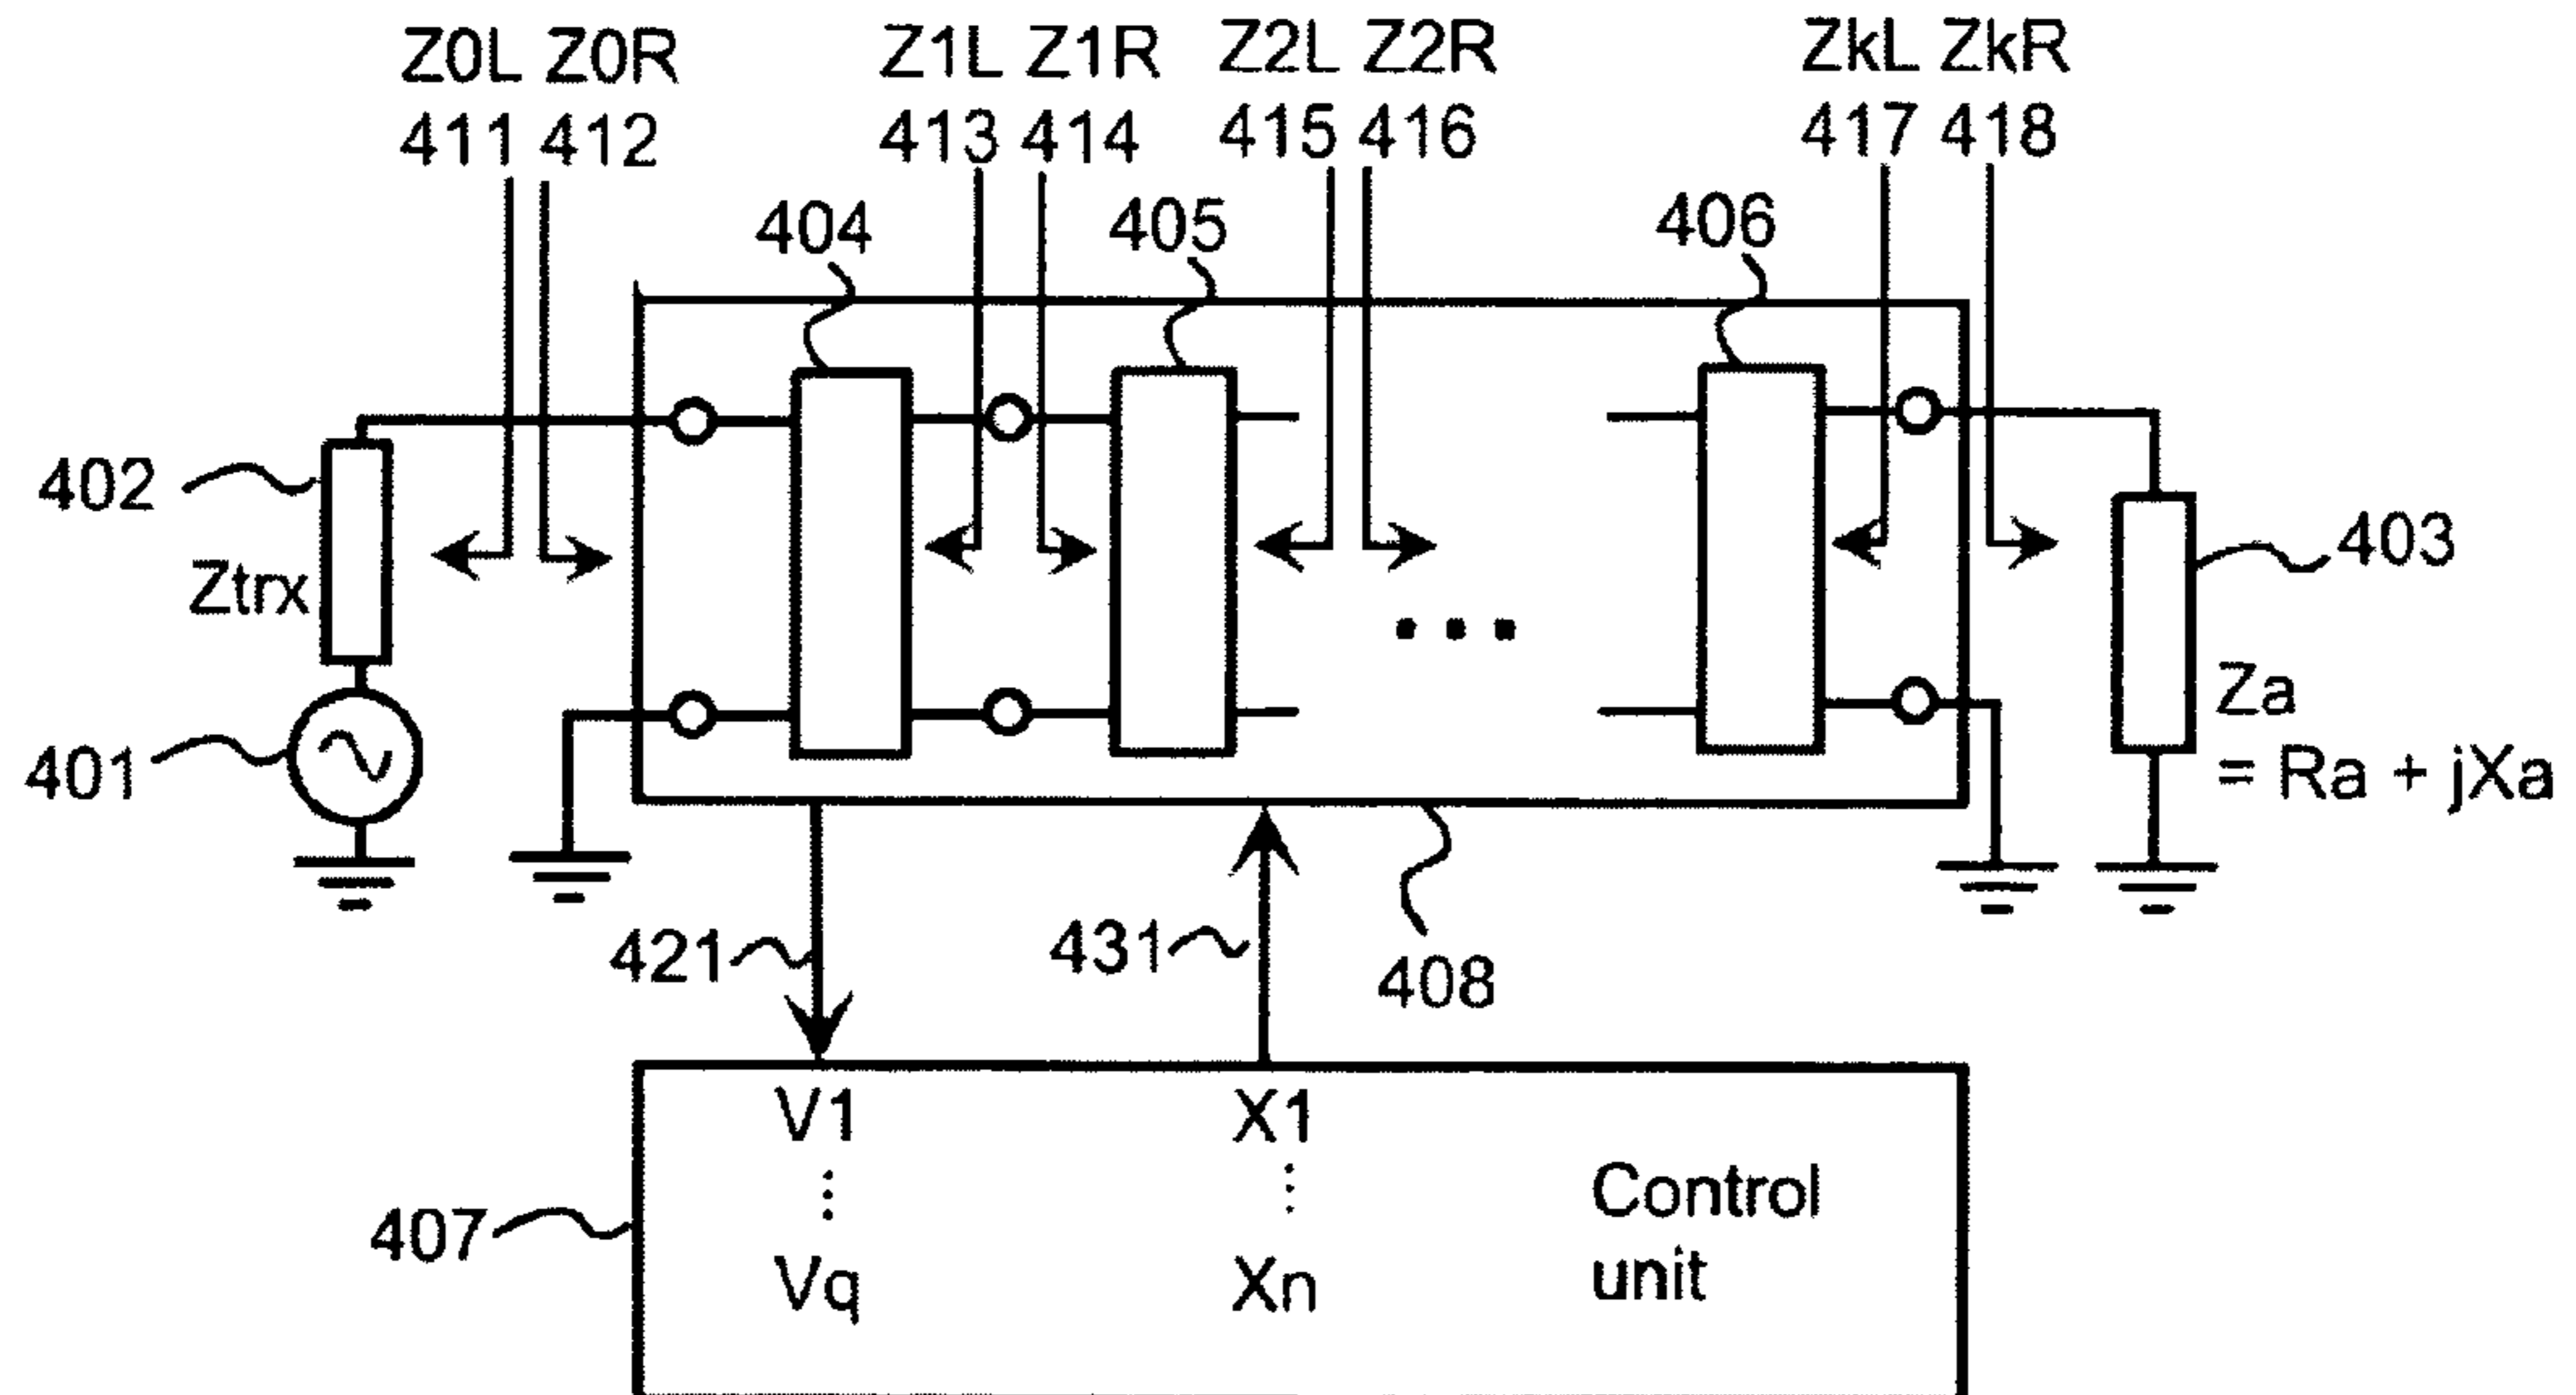 Z0L Z0R Z1L Z1R Z2L Z2R ZkL ZkR
411 412 413 414 415 416 417 418
404 405 406
402
403
Ztrx
Za
= Ra + jXa
401
421 431 408
V1 X1
Control
407
unit
Vq Xn